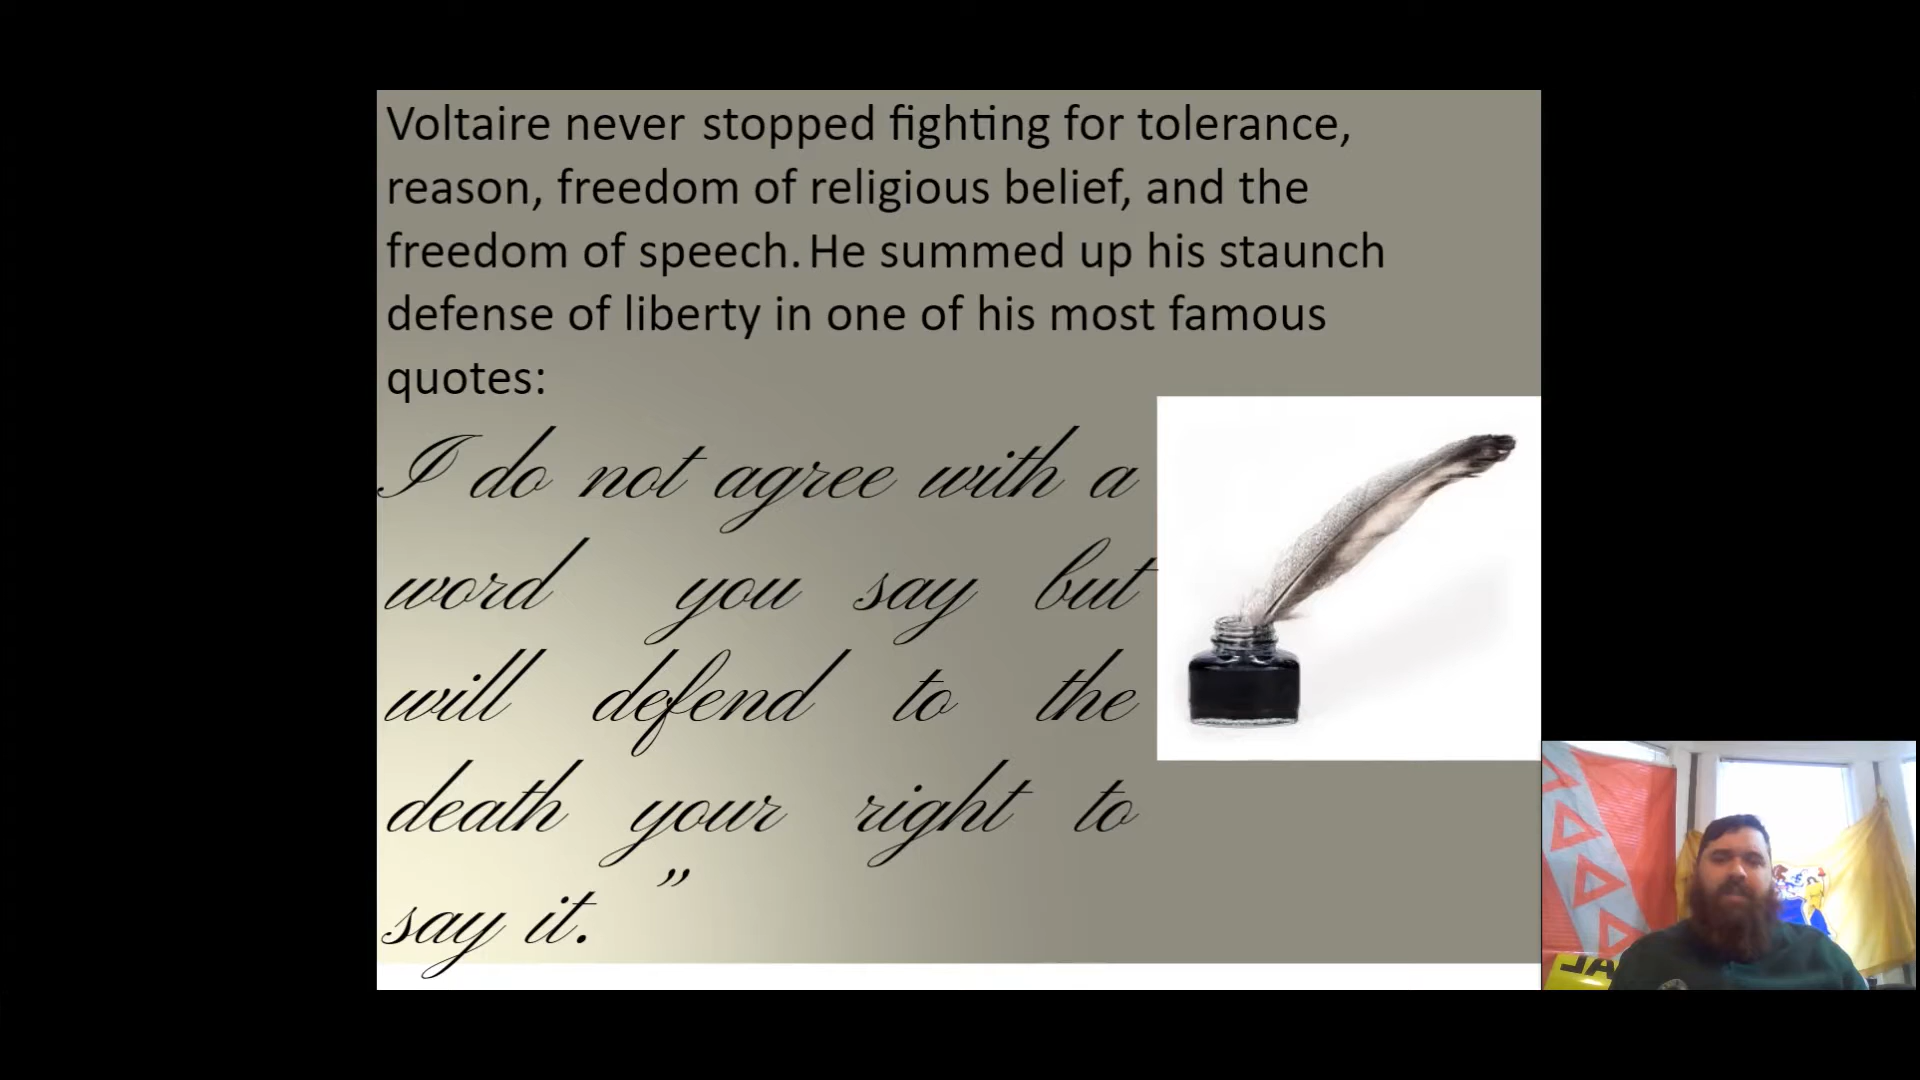 Voltaire never stopped fighting for tolerance,
reason, freedom of religious belief, and the
freedom of speech. He summed up his staunch
defense of liberty in one of his most famous
quotes:
I do not agree with a
word you say but
will defend to the
death your right to
say it.”